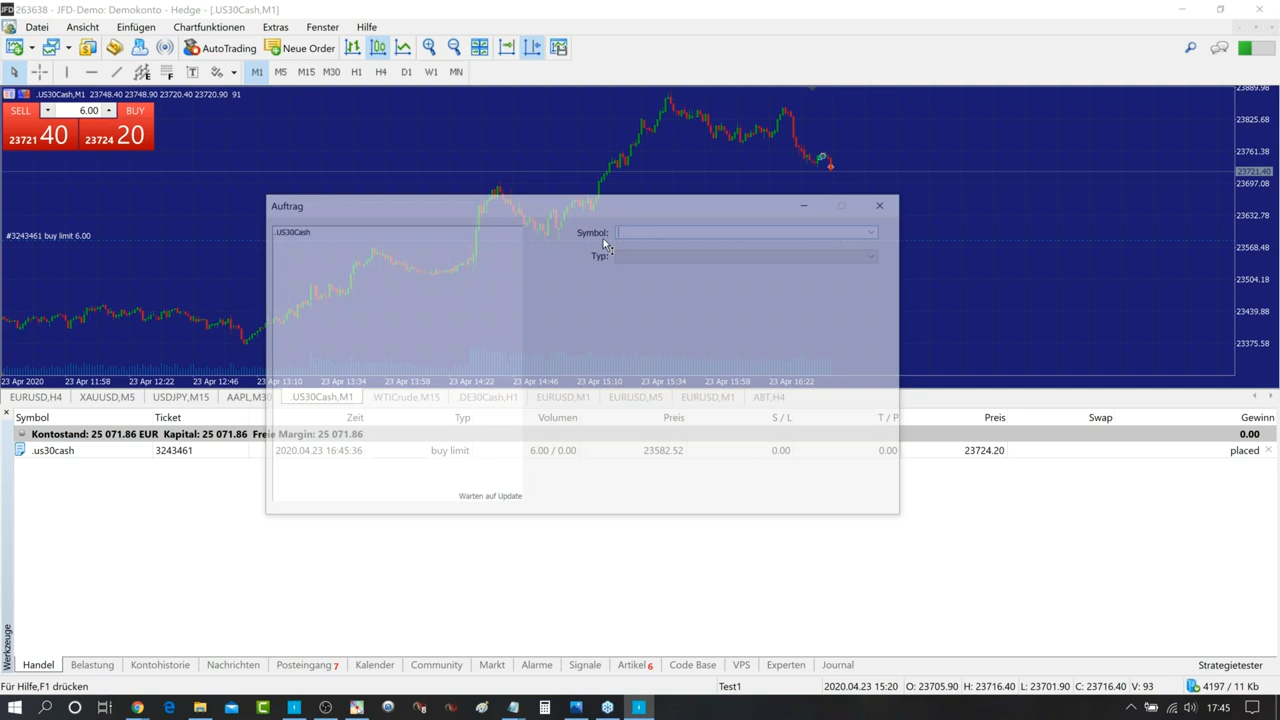 263638 - JFD-Demo: Demokonto - Hedge - [.US30Cash,M1]
Datei Ansicht Einfügen Chartfunktionen Extras Fenster Hilfe
AutoTrading Neue Order
M1 M5 M15 M30 H1 H4 D1 W1 MN
.US30Cash,M1 23748.40 23748.90 23720.40 23720.90 91
SELL 6.00 BUY
23721 40 23724 20
23889.98
23825.68
23761.38
23721.40
23697.08
23632.78
23568.48
23504.18
23439.88
23375.58
#3243461 buy limit 6.00
Auftrag
.US30Cash
Symbol:
Typ:
Warten auf Update
23 Apr 2020 23 Apr 11:58 23 Apr 12:22 23 Apr 12:46 23 Apr 13:10 23 Apr 13:34 23 Apr 13:58 23 Apr 14:22 23 Apr 14:46 23 Apr 15:10 23 Apr 15:34 23 Apr 15:58 23 Apr 16:22
EURUSD,H4 XAUUSD,M5 USDJPY,M15 AAPL,M30 .US30Cash,M1 .WTICrude,M15 .DE30Cash,H1 EURUSD,M1 EURUSD,M5 EURUSD,M1 ABT,H4
Symbol Ticket Zeit Typ Volumen Preis S / L T / P Preis Swap Gewinn
Kontostand: 25 071.86 EUR Kapital: 25 071.86 Freie Margin: 25 071.86 0.00
.us30cash 3243461 2020.04.23 16:45:36 buy limit 6.00 / 0.00 23582.52 0.00 0.00 23724.20 placed
Werkzeuge
Handel Belastung Kontohistorie Nachrichten Posteingang 7 Kalender Community Markt Alarme Signale Artikel 6 Code Base VPS Experten Journal Strategietester
Für Hilfe,F1 drücken Test1 2020.04.23 15:20 O: 23705.90 H: 23716.40 L: 23701.90 C: 23716.40 V: 93 4197 / 11 Kb
17:45